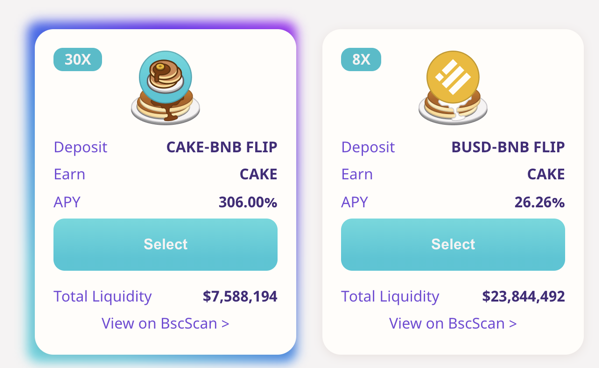 30X
Deposit CAKE-BNB FLIP
Earn CAKE
APY 306.00%
Select
Total Liquidity $7,588,194
View on BscScan >
8X
Deposit BUSD-BNB FLIP
Earn CAKE
APY 26.26%
Select
Total Liquidity $23,844,492
View on BscScan >